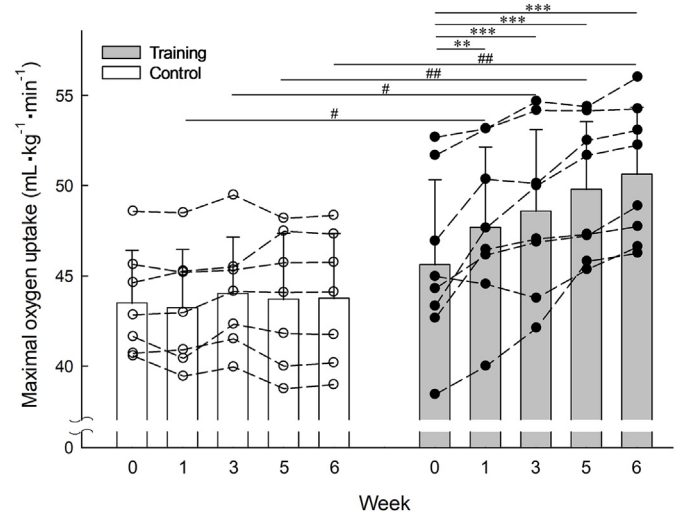 ***
***
***
**
##
##
#
#
Training
Control
Maximal oxygen uptake (mL•kg⁻¹•min⁻¹)
55
50
45
40
0
0 1 3 5 6 0 1 3 5 6
Week